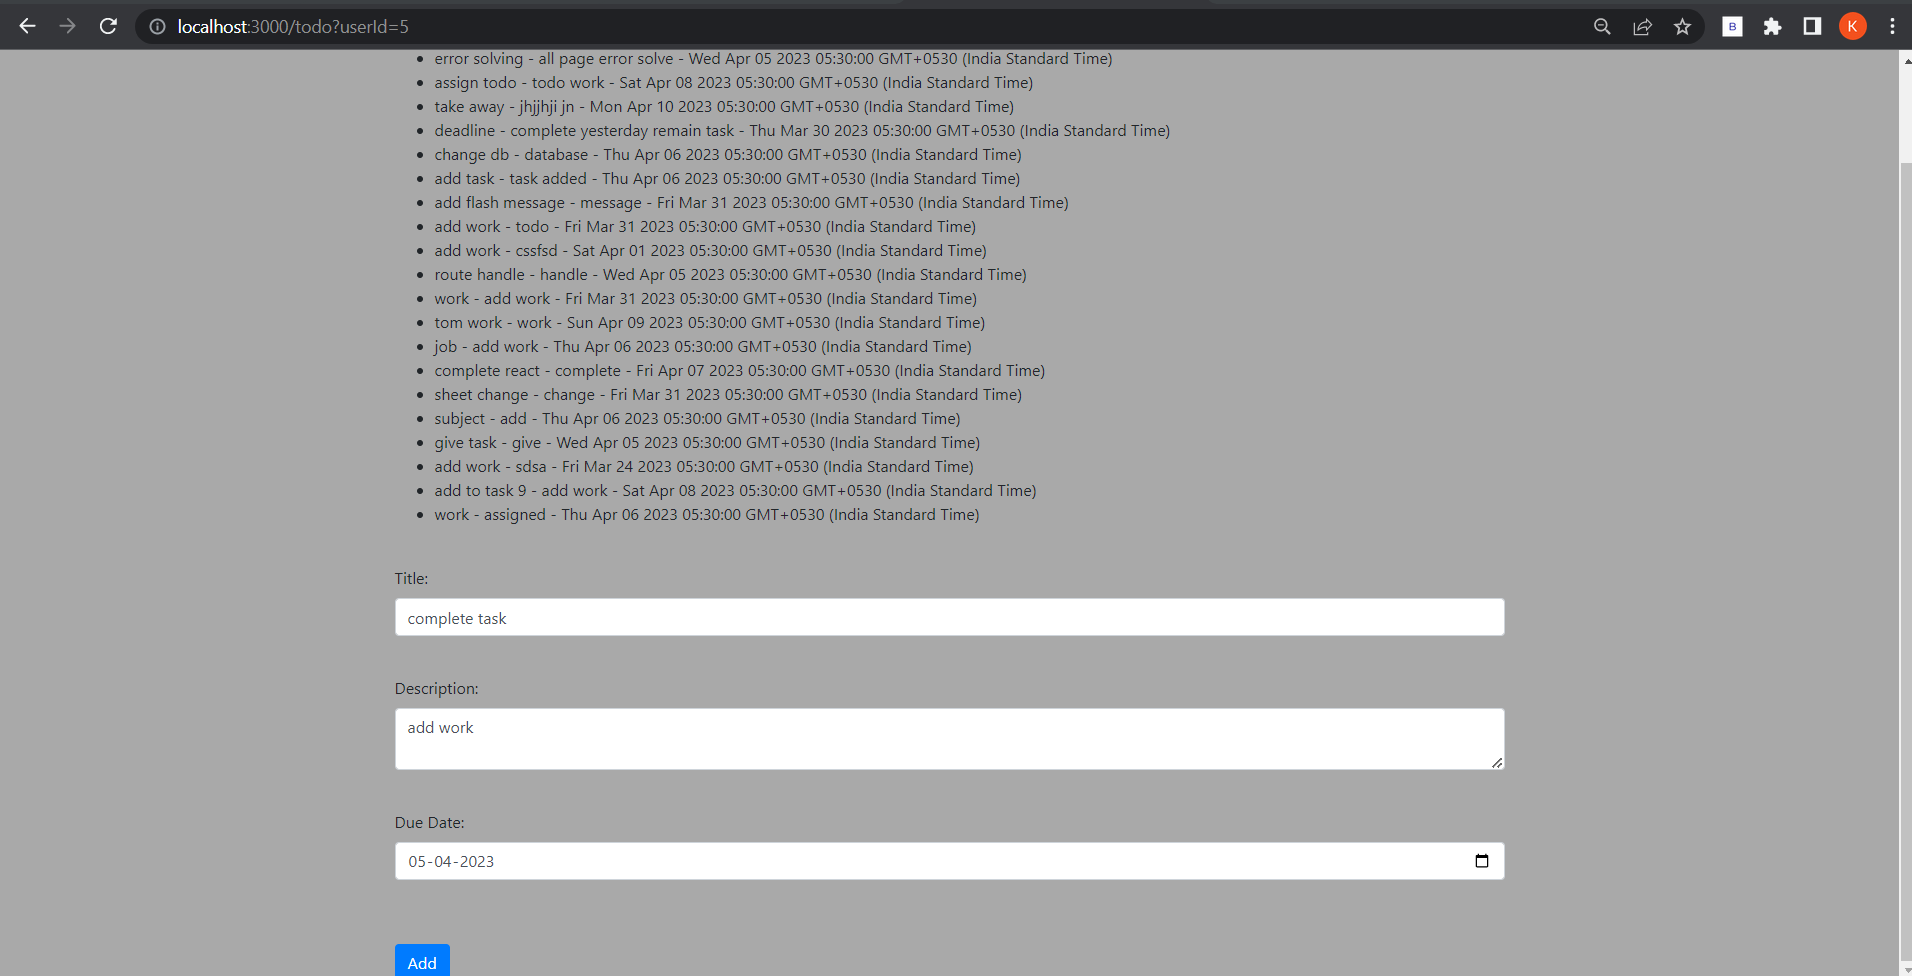 localhost:3000/todo?userId=5
B
K
error solving - all page error solve - Wed Apr 05 2023 05:30:00 GMT+0530 (India Standard Time)
assign todo - todo work - Sat Apr 08 2023 05:30:00 GMT+0530 (India Standard Time)
take away - jhjjhji jn - Mon Apr 10 2023 05:30:00 GMT+0530 (India Standard Time)
deadline - complete yesterday remain task - Thu Mar 30 2023 05:30:00 GMT+0530 (India Standard Time)
change db - database - Thu Apr 06 2023 05:30:00 GMT+0530 (India Standard Time)
add task - task added - Thu Apr 06 2023 05:30:00 GMT+0530 (India Standard Time)
add flash message - message - Fri Mar 31 2023 05:30:00 GMT+0530 (India Standard Time)
add work - todo - Fri Mar 31 2023 05:30:00 GMT+0530 (India Standard Time)
add work - cssfsd - Sat Apr 01 2023 05:30:00 GMT+0530 (India Standard Time)
route handle - handle - Wed Apr 05 2023 05:30:00 GMT+0530 (India Standard Time)
work - add work - Fri Mar 31 2023 05:30:00 GMT+0530 (India Standard Time)
tom work - work - Sun Apr 09 2023 05:30:00 GMT+0530 (India Standard Time)
job - add work - Thu Apr 06 2023 05:30:00 GMT+0530 (India Standard Time)
complete react - complete - Fri Apr 07 2023 05:30:00 GMT+0530 (India Standard Time)
sheet change - change - Fri Mar 31 2023 05:30:00 GMT+0530 (India Standard Time)
subject - add - Thu Apr 06 2023 05:30:00 GMT+0530 (India Standard Time)
give task - give - Wed Apr 05 2023 05:30:00 GMT+0530 (India Standard Time)
add work - sdsa - Fri Mar 24 2023 05:30:00 GMT+0530 (India Standard Time)
add to task 9 - add work - Sat Apr 08 2023 05:30:00 GMT+0530 (India Standard Time)
work - assigned - Thu Apr 06 2023 05:30:00 GMT+0530 (India Standard Time)
Title:
complete task
Description:
add work
Due Date:
05-04-2023
Add